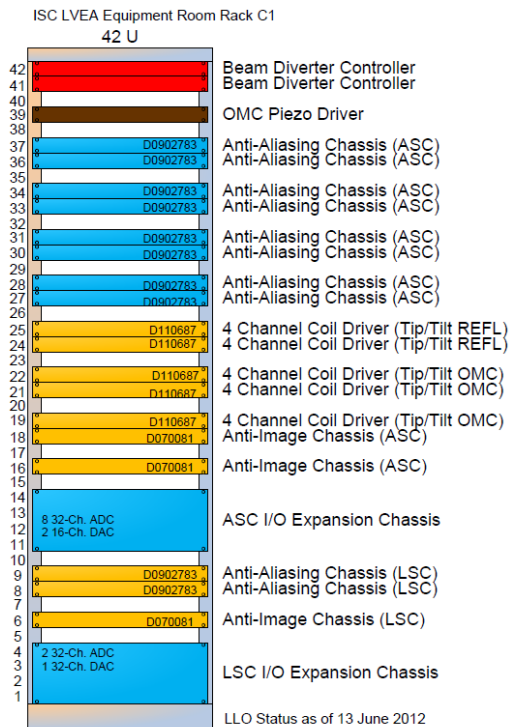 ISC LVEA Equipment Room Rack C1
42 U
42 Beam Diverter Controller
41 Beam Diverter Controller
40
39 OMC Piezo Driver
38
37 D0902783 Anti-Aliasing Chassis (ASC)
36 D0902783 Anti-Aliasing Chassis (ASC)
35
34 D0902783 Anti-Aliasing Chassis (ASC)
33 D0902783 Anti-Aliasing Chassis (ASC)
32
31 D0902783 Anti-Aliasing Chassis (ASC)
30 D0902783 Anti-Aliasing Chassis (ASC)
29
28 D0902783 Anti-Aliasing Chassis (ASC)
27 D0902783 Anti-Aliasing Chassis (ASC)
26
25 D110687 4 Channel Coil Driver (Tip/Tilt REFL)
24 D110687 4 Channel Coil Driver (Tip/Tilt REFL)
23
22 D110687 4 Channel Coil Driver (Tip/Tilt OMC)
21 D110687 4 Channel Coil Driver (Tip/Tilt OMC)
20
19 D110687 4 Channel Coil Driver (Tip/Tilt OMC)
18 D070081 Anti-Image Chassis (ASC)
17
16 D070081 Anti-Image Chassis (ASC)
15
14
13 8 32-Ch. ADC ASC I/O Expansion Chassis
12 2 16-Ch. DAC
11
10
9 D0902783 Anti-Aliasing Chassis (LSC)
8 D0902783 Anti-Aliasing Chassis (LSC)
7
6 D070081 Anti-Image Chassis (LSC)
5
4 2 32-Ch. ADC
3 1 32-Ch. DAC LSC I/O Expansion Chassis
2
1
LLO Status as of 13 June 2012